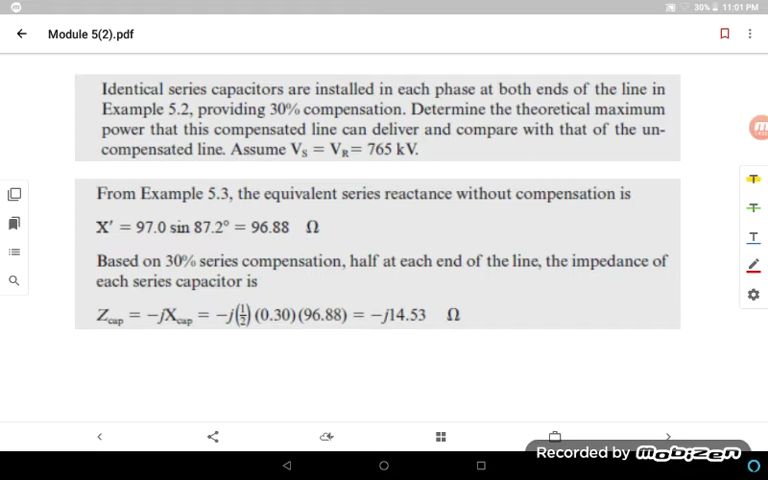 30% 11:01 PM
Module 5(2).pdf
Identical series capacitors are installed in each phase at both ends of the line in
Example 5.2, providing 30% compensation. Determine the theoretical maximum
power that this compensated line can deliver and compare with that of the un-
compensated line. Assume V_S = V_R = 765 kV.
From Example 5.3, the equivalent series reactance without compensation is
X′ = 97.0 sin 87.2° = 96.88 Ω
Based on 30% series compensation, half at each end of the line, the impedance of
each series capacitor is
Z_cap = −jX_cap = −j(1/2)(0.30)(96.88) = −j14.53 Ω
Recorded by mobizen